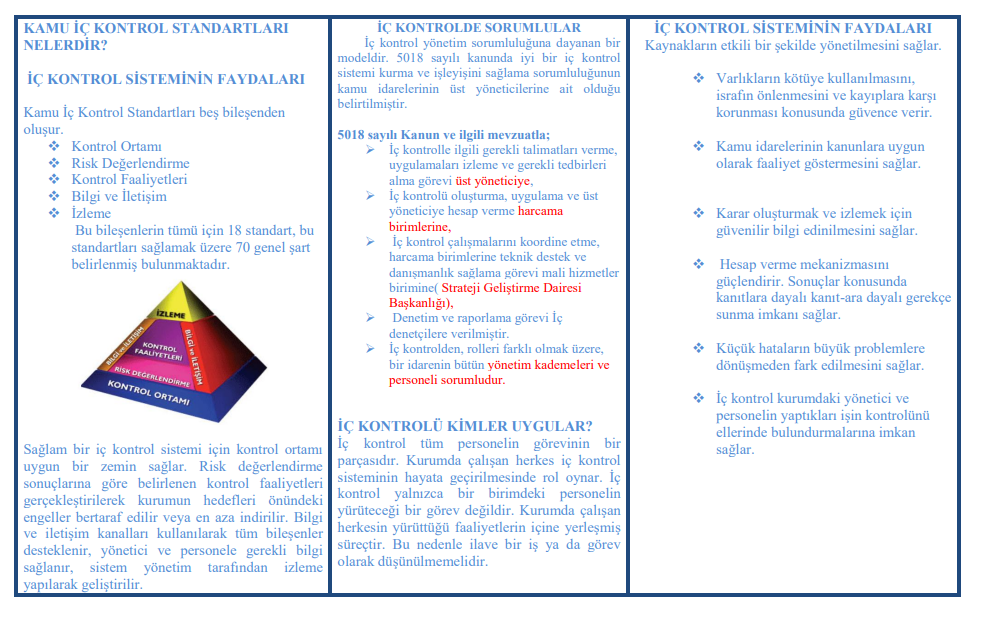 KAMU İÇ KONTROL STANDARTLARI
NELERDİR?
İÇ KONTROL SİSTEMİNİN FAYDALARI
Kamu İç Kontrol Standartları beş bileşenden
oluşur.
❖ Kontrol Ortamı
❖ Risk Değerlendirme
❖ Kontrol Faaliyetleri
❖ Bilgi ve İletişim
❖ İzleme
Bu bileşenlerin tümü için 18 standart, bu
standartları sağlamak üzere 70 genel şart
belirlenmiş bulunmaktadır.
İZLEME
BİLGİ ve İLETİŞİM
KONTROL
FAALİYETLERİ
BİLGİ ve İLETİŞİM
RİSK DEĞERLENDİRME
KONTROL ORTAMI
Sağlam bir iç kontrol sistemi için kontrol ortamı
uygun bir zemin sağlar. Risk değerlendirme
sonuçlarına göre belirlenen kontrol faaliyetleri
gerçekleştirilerek kurumun hedefleri önündeki
engeller bertaraf edilir veya en aza indirilir. Bilgi
ve iletişim kanalları kullanılarak tüm bileşenler
desteklenir, yönetici ve personele gerekli bilgi
sağlanır, sistem yönetim tarafından izleme
yapılarak geliştirilir.
İÇ KONTROLDE SORUMLULAR
İç kontrol yönetim sorumluluğuna dayanan bir
modeldir. 5018 sayılı kanunda iyi bir iç kontrol
sistemi kurma ve işleyişini sağlama sorumluluğunun
kamu idarelerinin üst yöneticilerine ait olduğu
belirtilmiştir.
5018 sayılı Kanun ve ilgili mevzuatla;
➢ İç kontrolle ilgili gerekli talimatları verme,
uygulamaları izleme ve gerekli tedbirleri
alma görevi üst yöneticiye,
➢ İç kontrolü oluşturma, uygulama ve üst
yöneticiye hesap verme harcama
birimlerine,
➢ İç kontrol çalışmalarını koordine etme,
harcama birimlerine teknik destek ve
danışmanlık sağlama görevi mali hizmetler
birimine( Strateji Geliştirme Dairesi
Başkanlığı),
➢ Denetim ve raporlama görevi İç
denetçilere verilmiştir.
➢ İç kontrolden, rolleri farklı olmak üzere,
bir idarenin bütün yönetim kademeleri ve
personeli sorumludur.
İÇ KONTROLÜ KİMLER UYGULAR?
İç kontrol tüm personelin görevinin bir
parçasıdır. Kurumda çalışan herkes iç kontrol
sisteminin hayata geçirilmesinde rol oynar. İç
kontrol yalnızca bir birimdeki personelin
yürüteceği bir görev değildir. Kurumda çalışan
herkesin yürüttüğü faaliyetlerin içine yerleşmiş
süreçtir. Bu nedenle ilave bir iş ya da görev
olarak düşünülmemelidir.
İÇ KONTROL SİSTEMİNİN FAYDALARI
Kaynakların etkili bir şekilde yönetilmesini sağlar.
❖ Varlıkların kötüye kullanılmasını,
israfın önlenmesini ve kayıplara karşı
korunması konusunda güvence verir.
❖ Kamu idarelerinin kanunlara uygun
olarak faaliyet göstermesini sağlar.
❖ Karar oluşturmak ve izlemek için
güvenilir bilgi edinilmesini sağlar.
❖ Hesap verme mekanizmasını
güçlendirir. Sonuçlar konusunda
kanıtlara dayalı kanıt-ara dayalı gerekçe
sunma imkanı sağlar.
❖ Küçük hataların büyük problemlere
dönüşmeden fark edilmesini sağlar.
❖ İç kontrol kurumdaki yönetici ve
personelin yaptıkları işin kontrolünü
ellerinde bulundurmalarına imkan
sağlar.